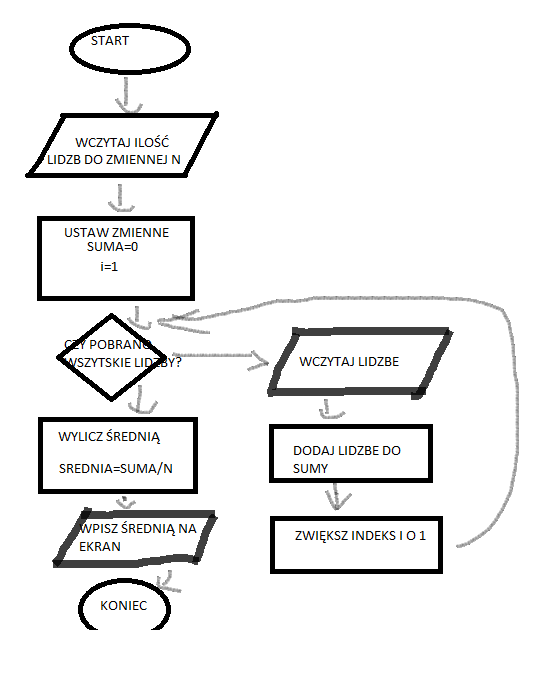 START
WCZYTAJ ILOŚĆ
LIDZB DO ZMIENNEJ N
USTAW ZMIENNE
SUMA=0
i=1
CZY POBRANO
WSZYTSKIE LIDZBY?
WCZYTAJ LIDZBE
DODAJ LIDZBE DO
SUMY
ZWIĘKSZ INDEKS I O 1
WYLICZ ŚREDNIĄ
SREDNIA=SUMA/N
WPISZ ŚREDNIĄ NA
EKRAN
KONIEC